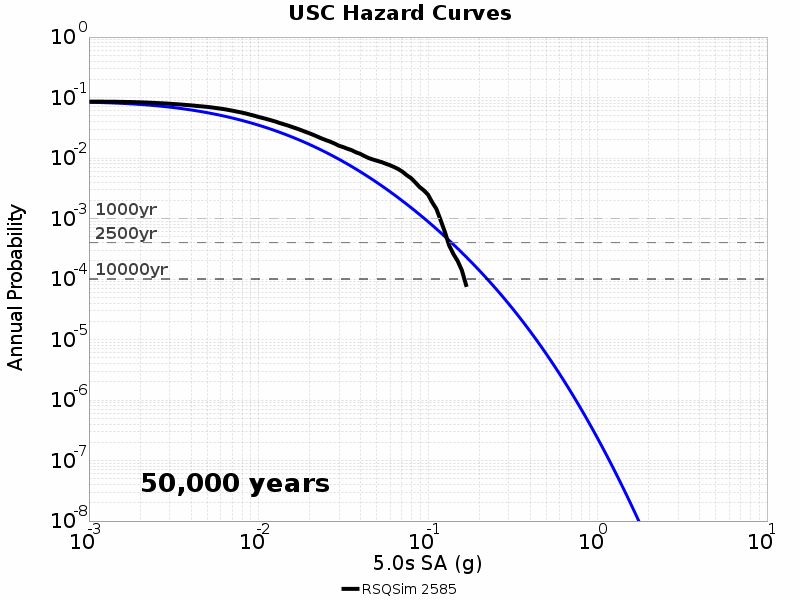 USC Hazard Curves
10^0
10^-1
10^-2
10^-3
10^-4
10^-5
10^-6
10^-7
10^-8
Annual Probability
1000yr
2500yr
10000yr
50,000 years
10^-3 10^-2 10^-1 10^0 10^1
5.0s SA (g)
RSQSim 2585